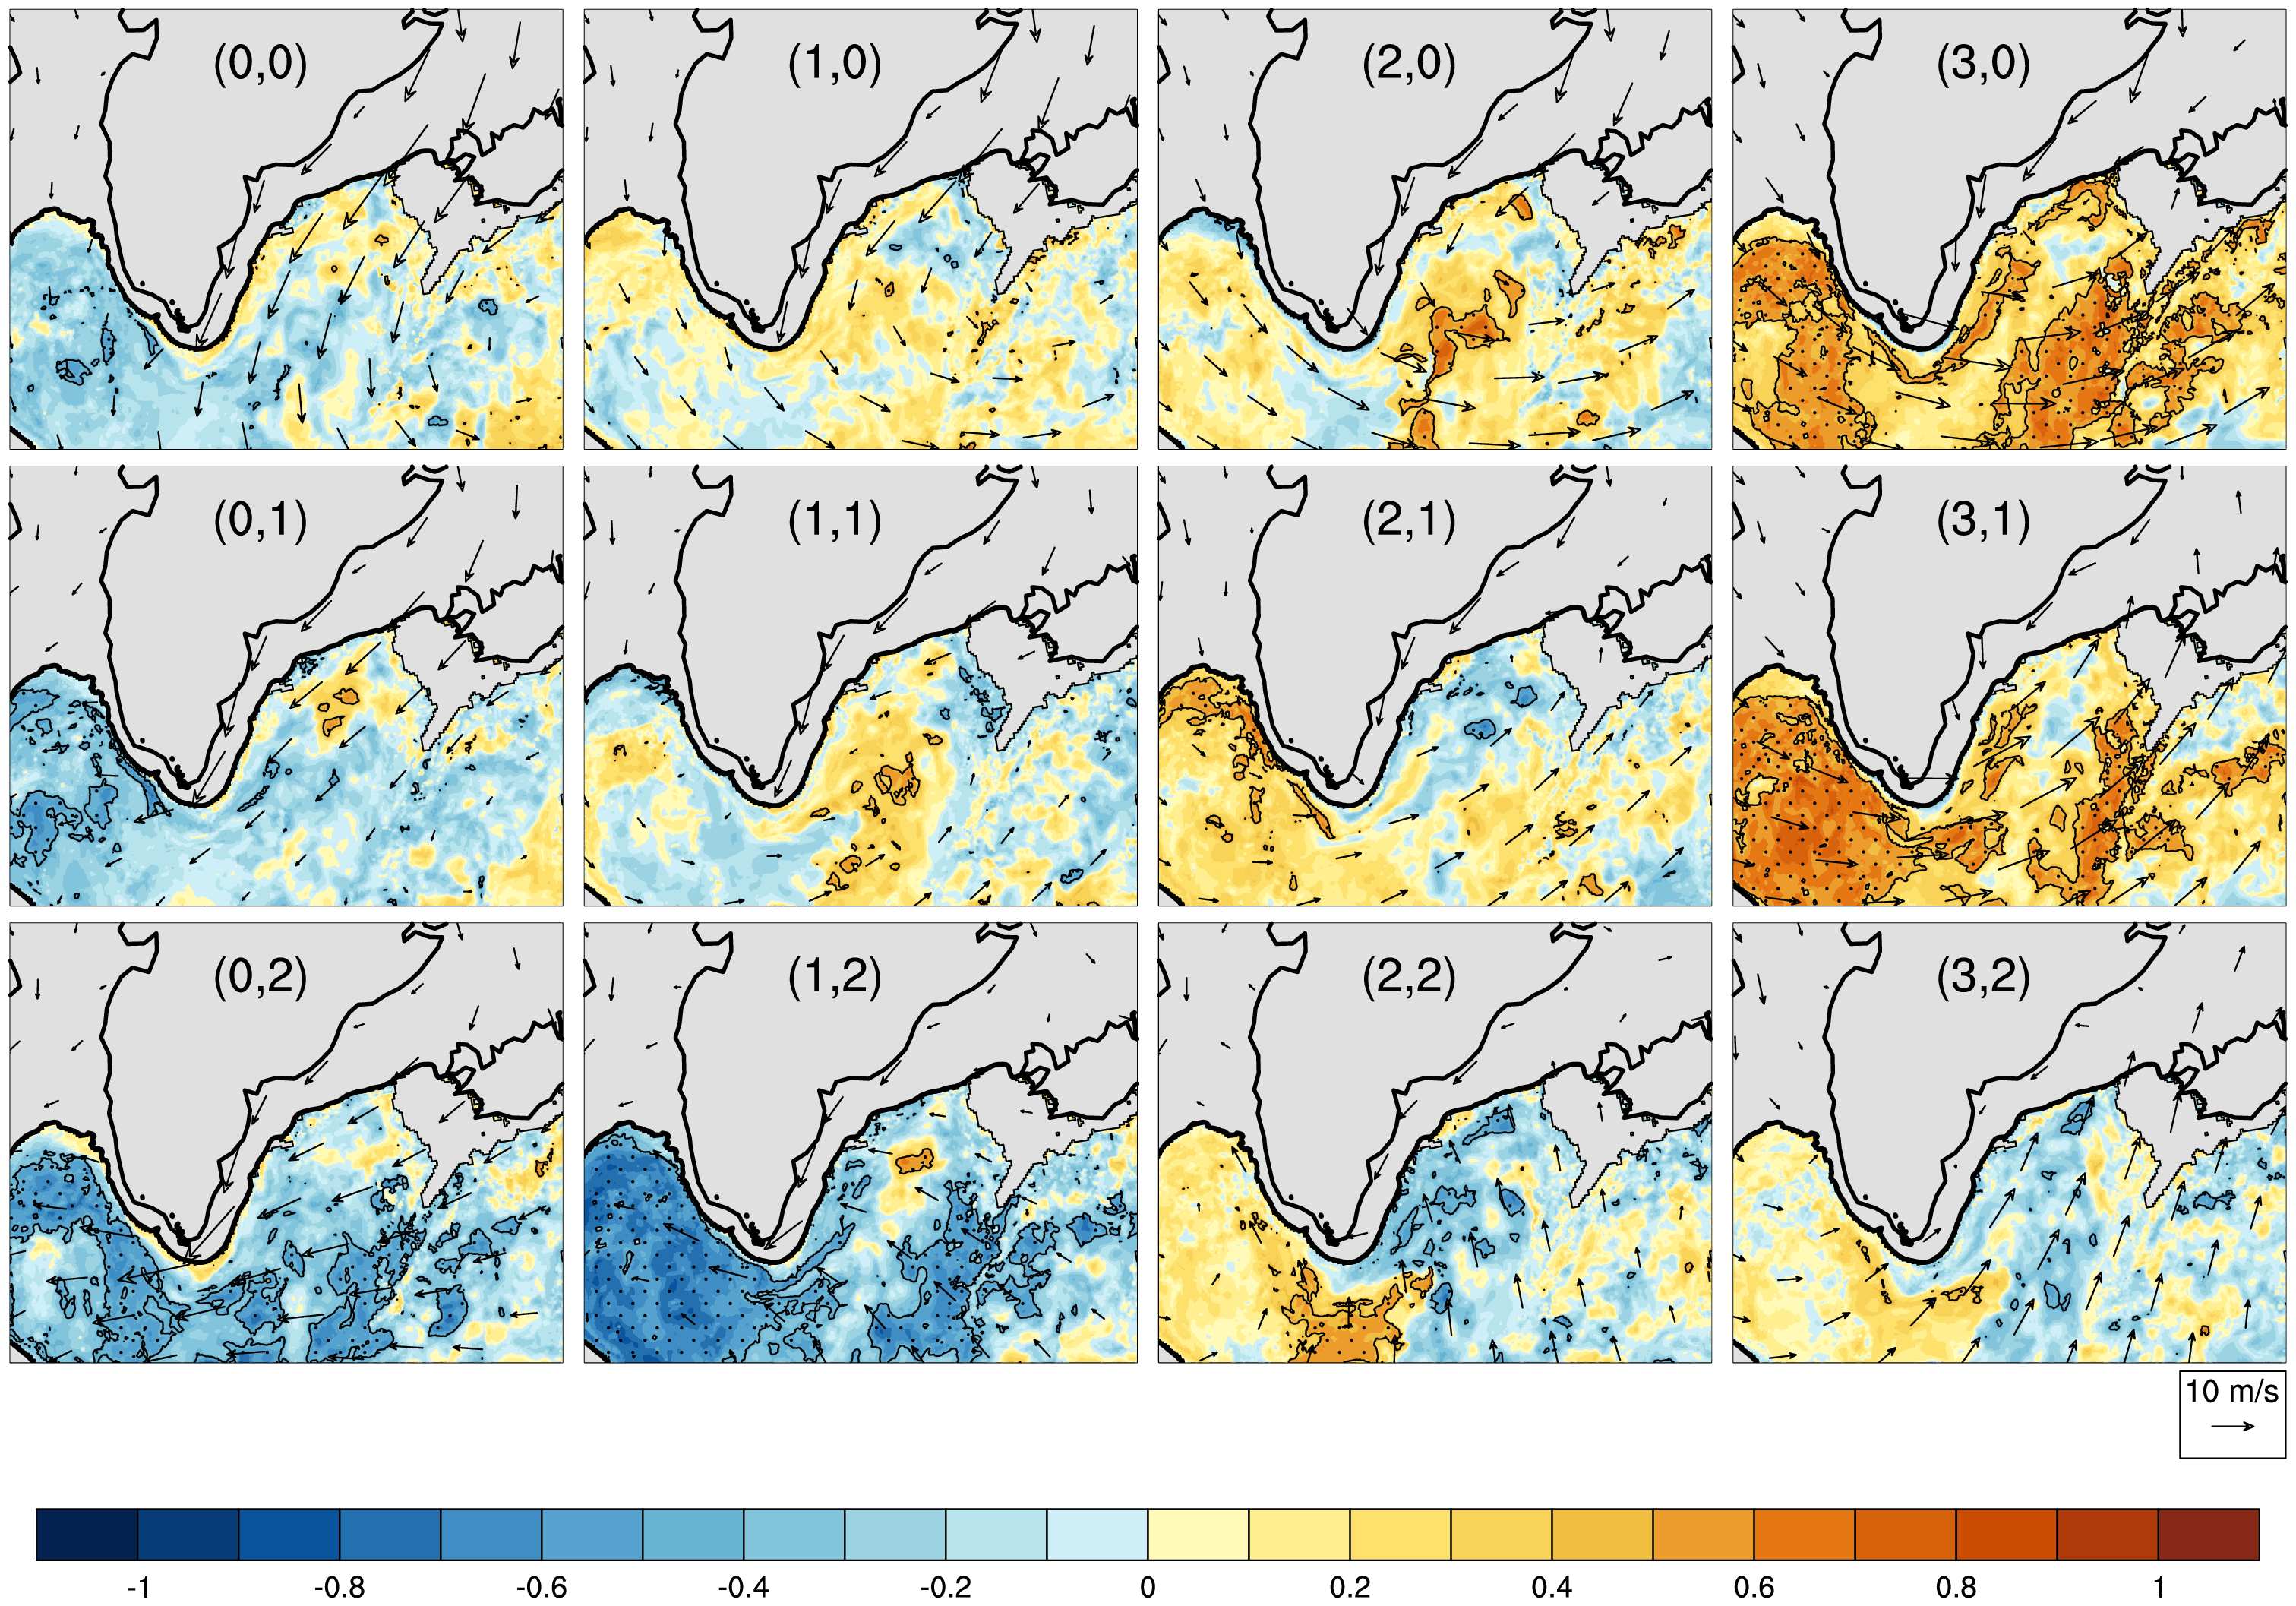 (0,0) (1,0) (2,0) (3,0)
(0,1) (1,1) (2,1) (3,1)
(0,2) (1,2) (2,2) (3,2)
10 m/s
-1 -0.8 -0.6 -0.4 -0.2 0 0.2 0.4 0.6 0.8 1